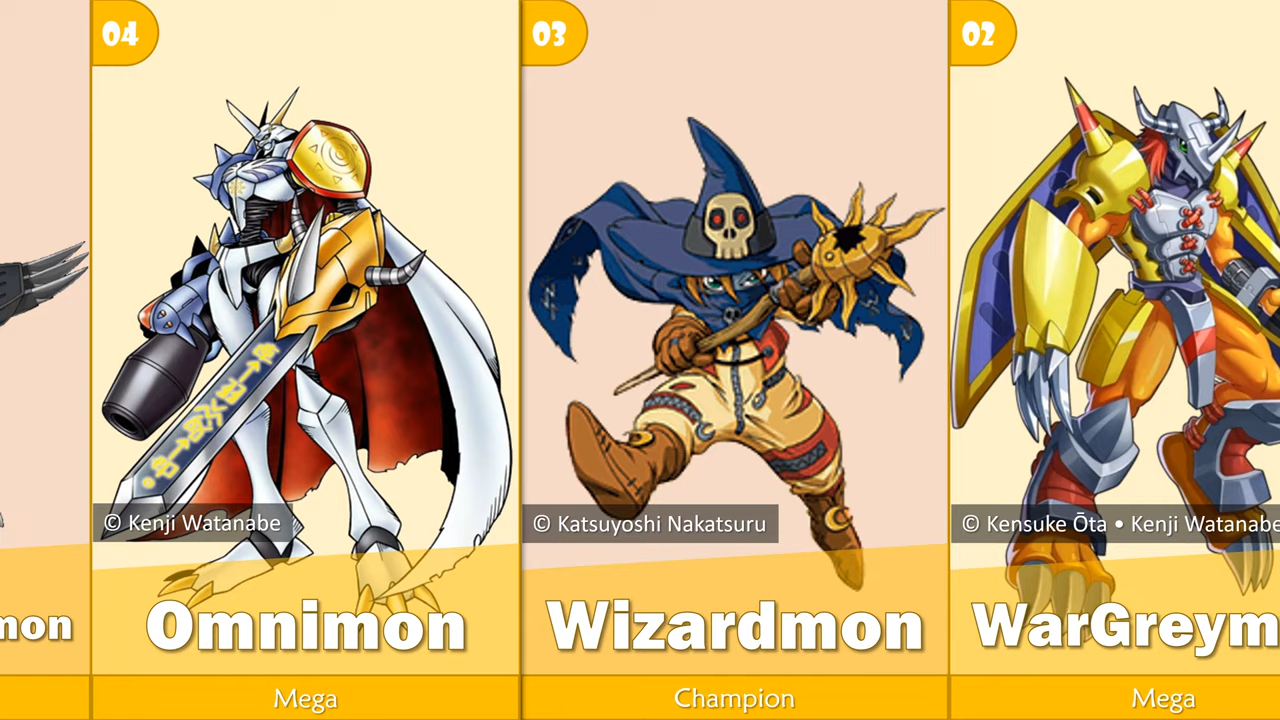 mon
04
© Kenji Watanabe
Omnimon
Mega
03
© Katsuyoshi Nakatsuru
Wizardmon
Champion
02
© Kensuke Ōta • Kenji Watanabe
WarGreym
Mega